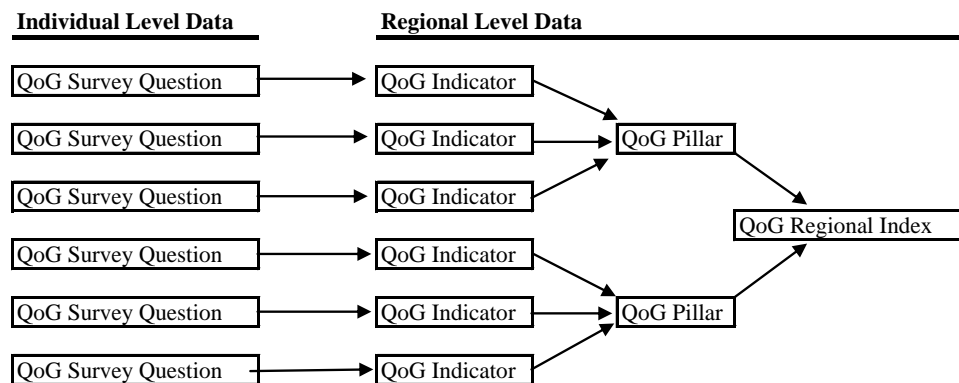 Individual Level Data Regional Level Data
QoG Survey Question QoG Indicator
QoG Survey Question QoG Indicator QoG Pillar
QoG Survey Question QoG Indicator
QoG Regional Index
QoG Survey Question QoG Indicator
QoG Survey Question QoG Indicator QoG Pillar
QoG Survey Question QoG Indicator